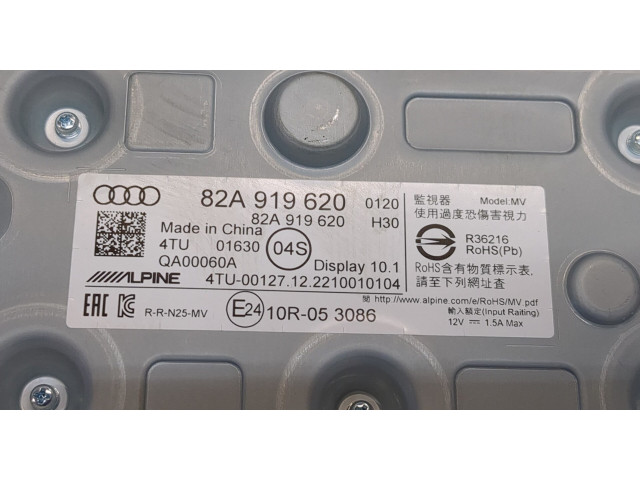 82A 919 620 0120
82A 919 620 H30
Made in China
4TU 01630 04S
QA00060A Display 10.1
ALPINE 4TU-00127.12.2210010104
EAC R-R-N25-MV E24 10R-05 3086
監視器 Model:MV
使用過度恐傷害視力
R36216
RoHS(Pb)
RoHS含有物質標示表,
請至下列網址查
閱 http://www.alpine.com/e/RoHS/MV.pdf
輸入額定(Input Raiting)
12V ⎓ 1.5A Max